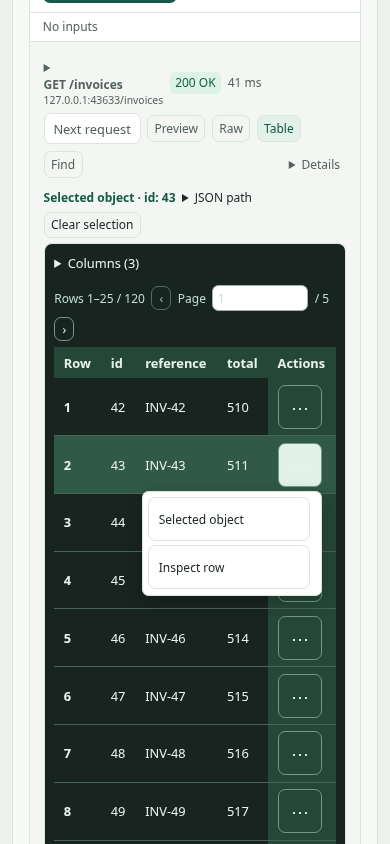 No inputs
GET /invoices
127.0.0.1:43633/invoices
200 OK 41 ms
Next request Preview Raw Table
Find Details
Selected object · id: 43 JSON path
Clear selection
Columns (3)
Rows 1–25 / 120 ‹ Page 1 / 5
›
Row id reference total Actions
1 42 INV-42 510 ...
2 43 INV-43 511
3 44
Selected object
4 45
Inspect row
5 46 INV-46 514 ...
6 47 INV-47 515 ...
7 48 INV-48 516 ...
8 49 INV-49 517 ...